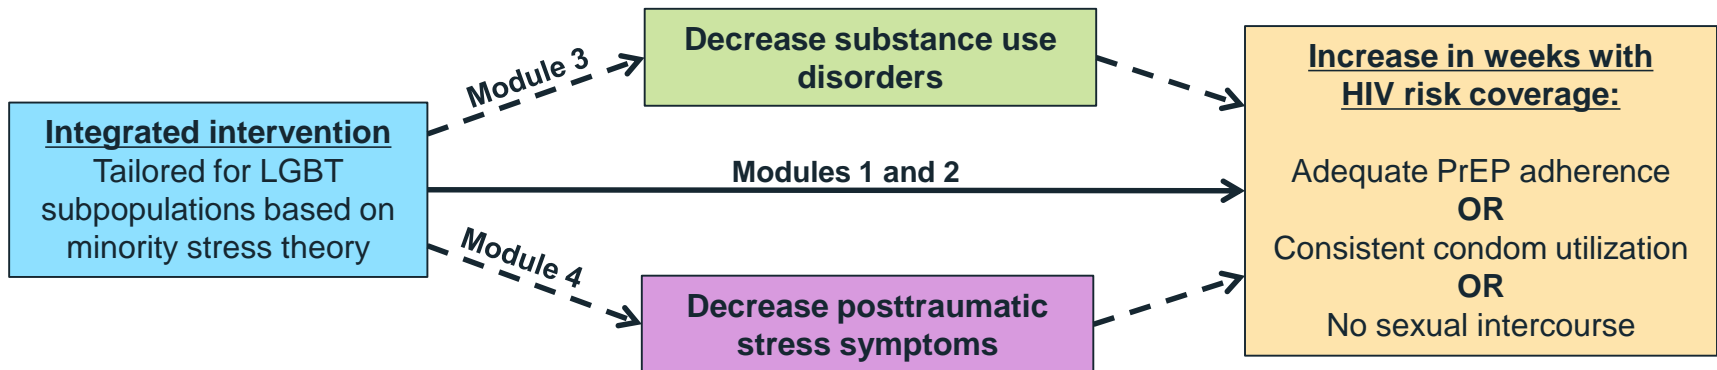 Integrated intervention
Tailored for LGBT
subpopulations based on
minority stress theory
Module 3
Decrease substance use
disorders
Modules 1 and 2
Module 4
Decrease posttraumatic
stress symptoms
Increase in weeks with
HIV risk coverage:
Adequate PrEP adherence
OR
Consistent condom utilization
OR
No sexual intercourse